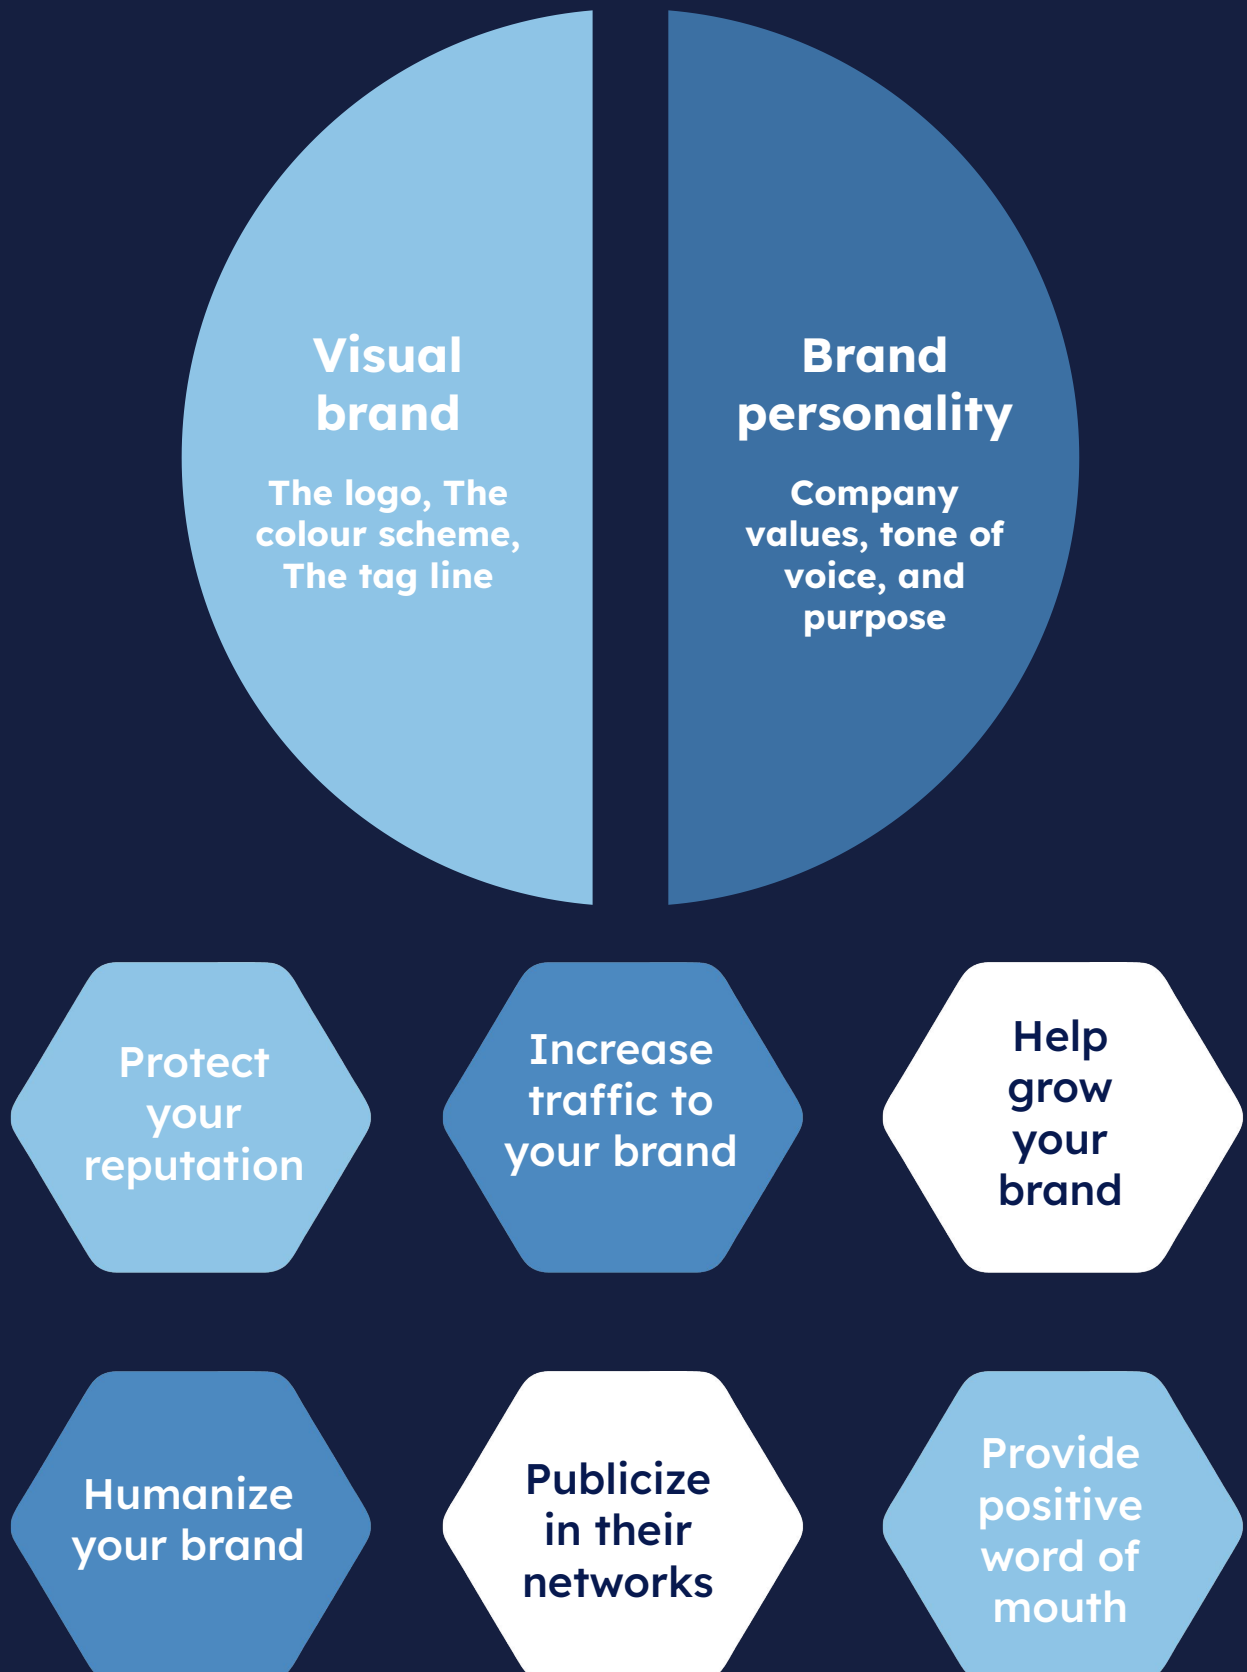 Visual
brand
The logo, The
colour scheme,
The tag line
Brand
personality
Company
values, tone of
voice, and
purpose
Protect
your
reputation
Increase
traffic to
your brand
Help
grow
your
brand
Humanize
your brand
Publicize
in their
networks
Provide
positive
word of
mouth